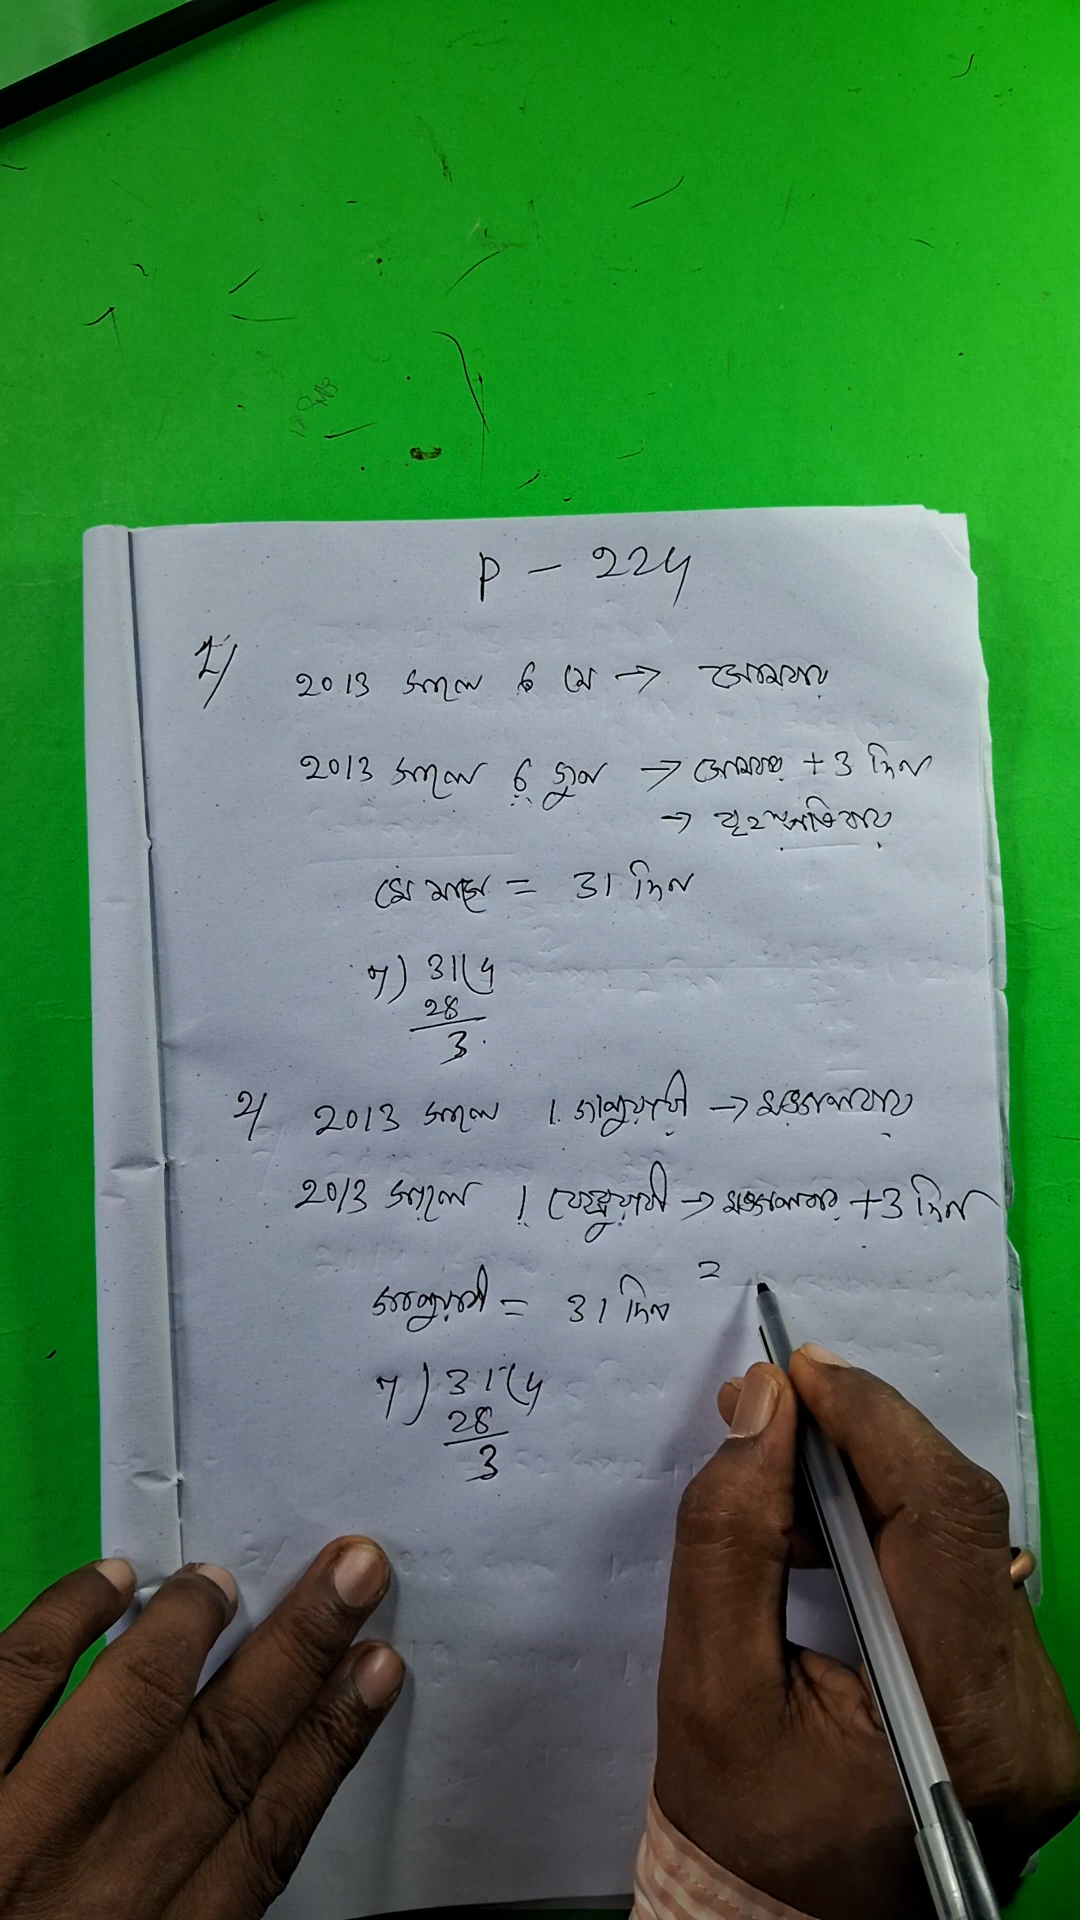 P - 224
1/ 2013 সালে 6 মে → সোমবার
2013 সালে 6 জুন → সোমবার + 3 দিন
→ বৃহস্পতিবার
মে মাসে = 31 দিন
7) 31(4
28
3
2/ 2013 সালে 1 জানুয়ারী → মঙ্গলবার
2013 সালে 1 ফেব্রুয়ারী → মঙ্গলবার + 3 দিন
=
জানুয়ারী = 31 দিন
7) 31(4
28
3